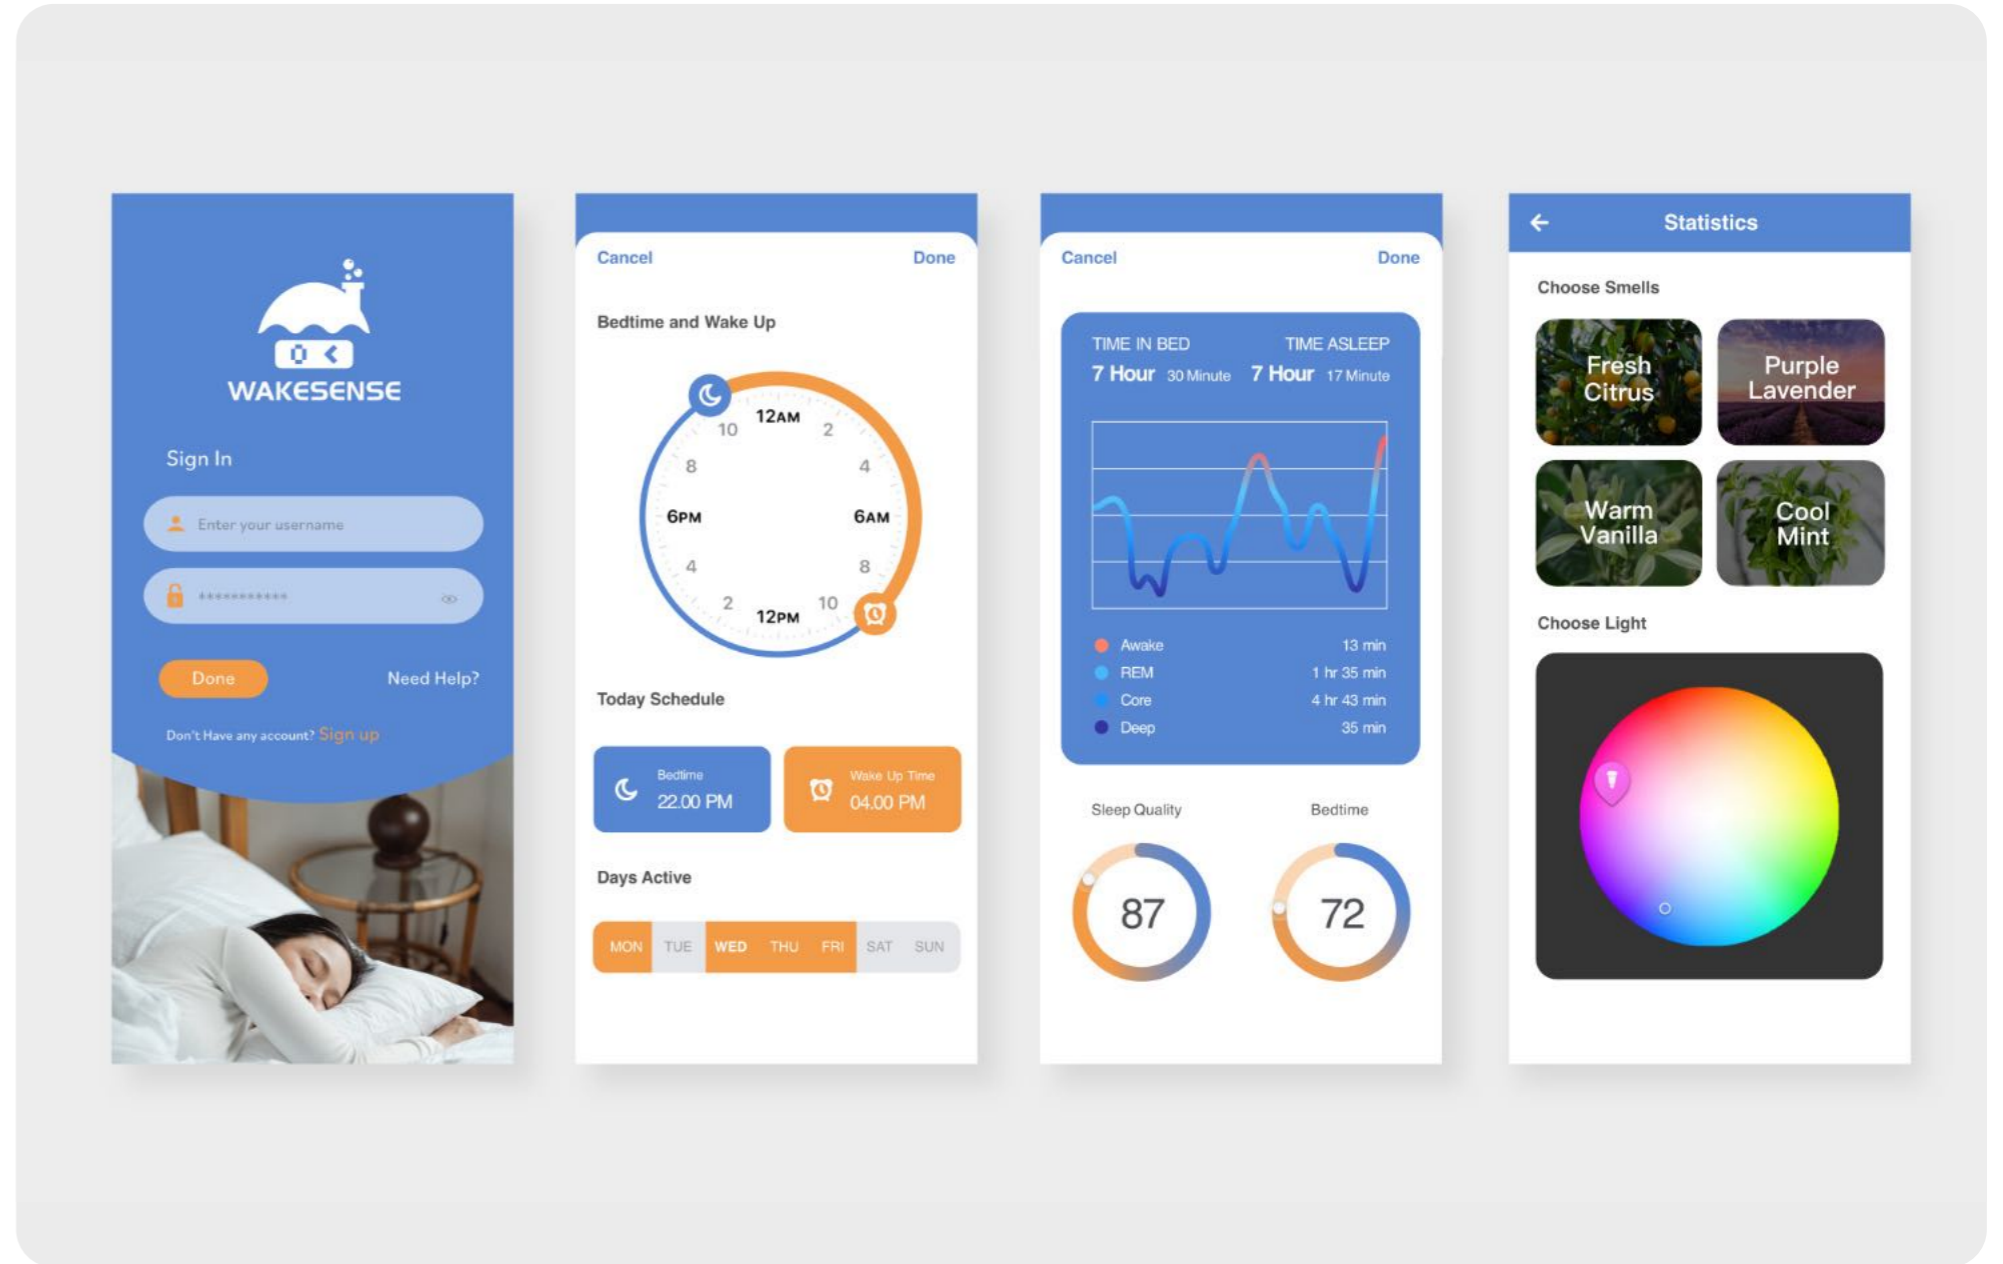 WAKESENSE
Sign In
Enter your username
***********
Done
Need Help?
Don't Have any account? Sign up
Cancel
Done
Bedtime and Wake Up
12AM
2
4
6AM
8
10
12PM
2
4
6PM
8
10
Today Schedule
Bedtime
22.00 PM
Wake Up Time
04.00 PM
Days Active
MON TUE WED THU FRI SAT SUN
Cancel
Done
TIME IN BED
7 Hour 30 Minute
TIME ASLEEP
7 Hour 17 Minute
Awake 13 min
REM 1 hr 35 min
Core 4 hr 43 min
Deep 35 min
Sleep Quality
87
Bedtime
72
Statistics
Choose Smells
Fresh
Citrus
Purple
Lavender
Warm
Vanilla
Cool
Mint
Choose Light